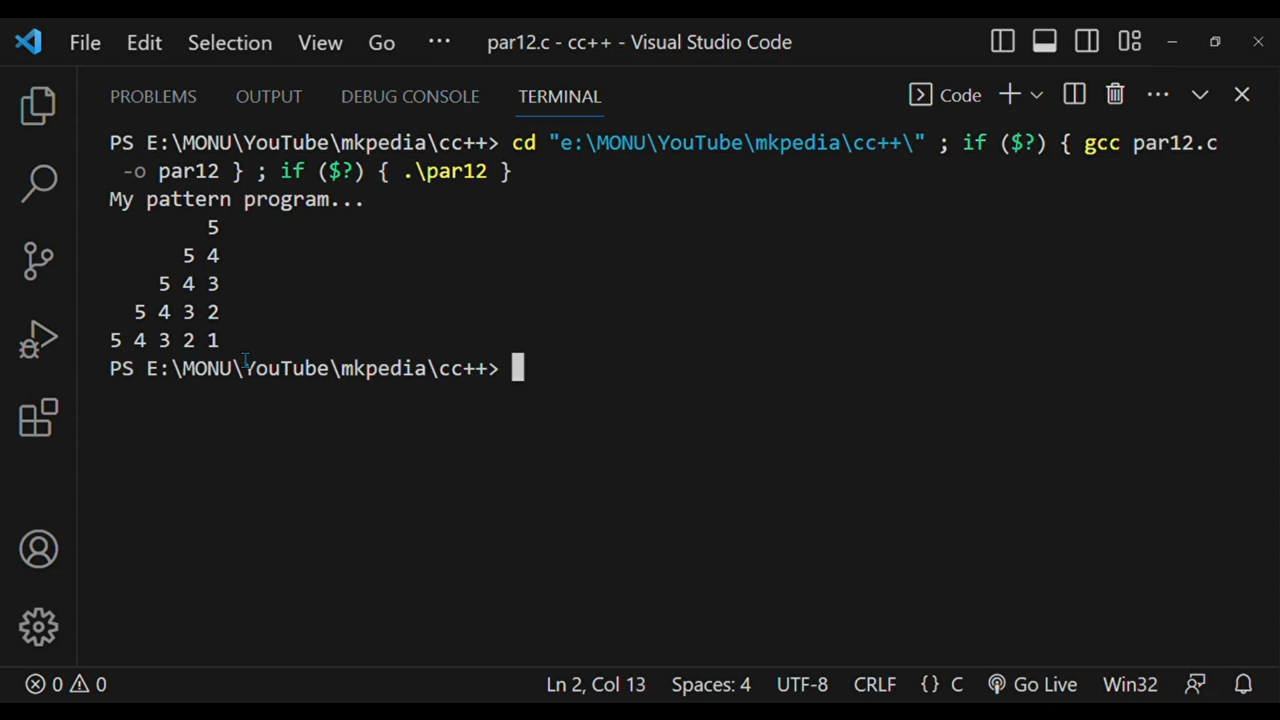 File Edit Selection View Go ··· par12.c - cc++ - Visual Studio Code
PROBLEMS OUTPUT DEBUG CONSOLE TERMINAL Code
PS E:\MONU\YouTube\mkpedia\cc++> cd "e:\MONU\YouTube\mkpedia\cc++\" ; if ($?) { gcc par12.c
-o par12 } ; if ($?) { .\par12 }
My pattern program...
5
5 4
5 4 3
5 4 3 2
5 4 3 2 1
PS E:\MONU\YouTube\mkpedia\cc++>
0 0 Ln 2, Col 13 Spaces: 4 UTF-8 CRLF {} C Go Live Win32